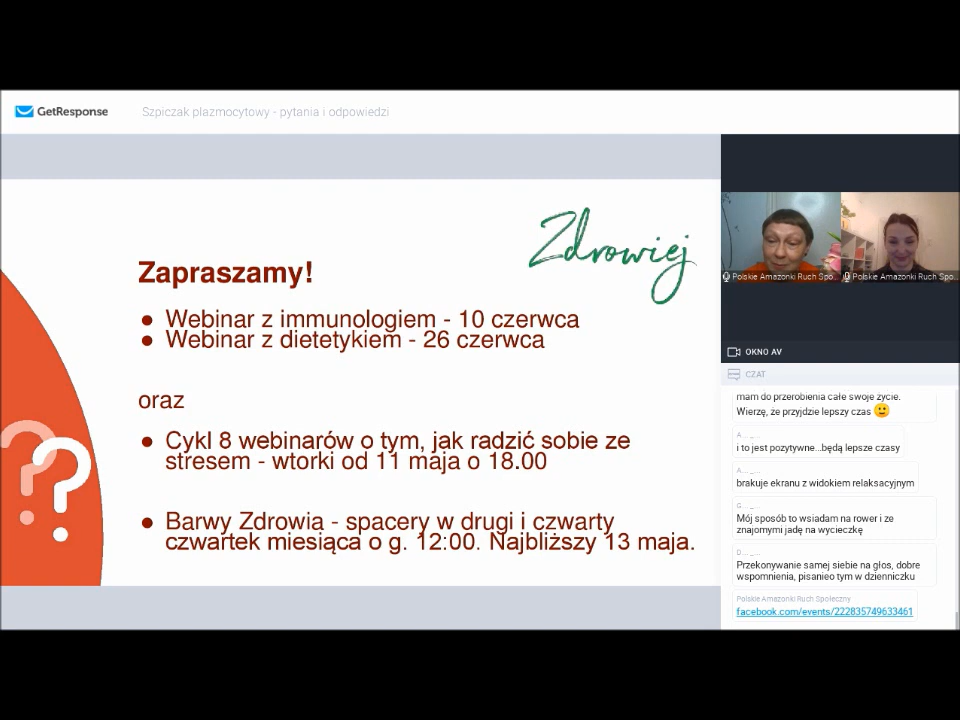 GetResponse
Szpiczak plazmocytowy - pytania i odpowiedzi
Zdrowiej
Zapraszamy!
● Webinar z immunologiem - 10 czerwca
● Webinar z dietetykiem - 26 czerwca
oraz
● Cykl 8 webinarów o tym, jak radzić sobie ze
stresem - wtorki od 11 maja o 18.00
● Barwy Zdrowia - spacery w drugi i czwarty
czwartek miesiąca o g. 12:00. Najbliższy 13 maja.
??
Polskie Amazonki Ruch Spo...
Polskie Amazonki Ruch Spo...
OKNO AV
CZAT
mam do przerobienia całe swoje życie.
Wierzę, że przyjdzie lepszy czas 🙂
A... _...
i to jest pozytywne...będą lepsze czasy
A... _...
brakuje ekranu z widokiem relaksacyjnym
G... _...
Mój sposób to wsiadam na rower i ze
znajomymi jadę na wycieczkę
D... _...
Przekonywanie samej siebie na głos, dobre
wspomnienia, pisanieo tym w dzienniczku
Polskie Amazonki Ruch Społeczny
facebook.com/events/222835749633461